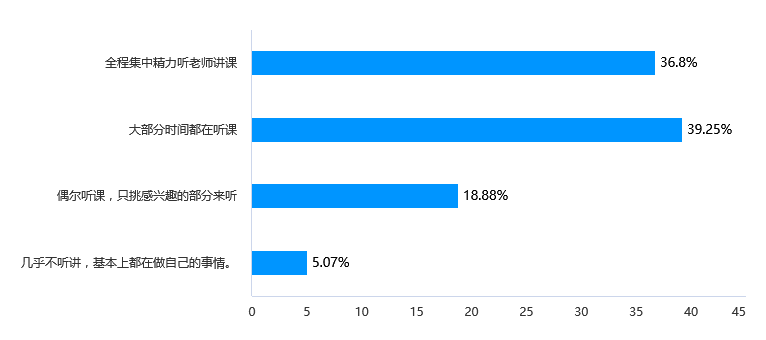 全程集中精力听老师讲课 36.8%
大部分时间都在听课 39.25%
偶尔听课，只挑感兴趣的部分来听 18.88%
几乎不听讲，基本上都在做自己的事情。 5.07%
0 5 10 15 20 25 30 35 40 45